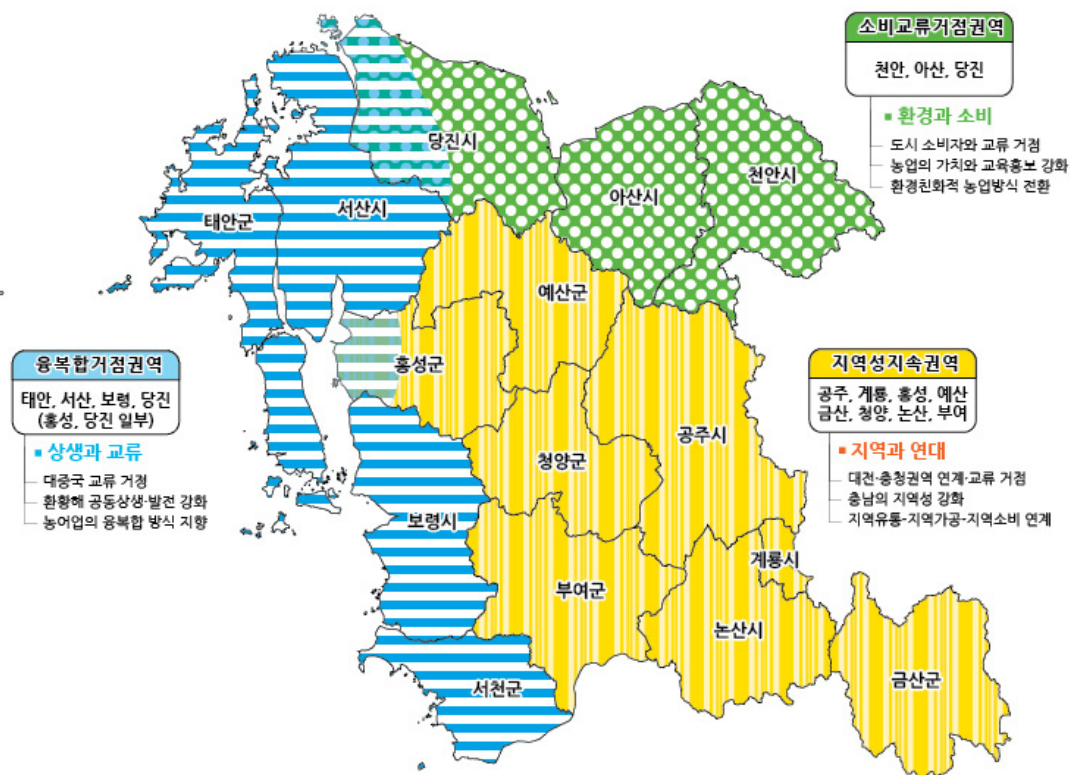 소비교류거점권역
천안, 아산, 당진
▪ 환경과 소비
도시 소비자와 교류 거점
농업의 가치와 교육홍보 강화
환경친화적 농업방식 전환
당진시
아산시
천안시
태안군
서산시
예산군
홍성군
융복합거점권역
태안, 서산, 보령, 당진
(홍성, 당진 일부)
▪ 상생과 교류
대중국 교류 거점
환황해 공동상생·발전 강화
농어업의 융복합 방식 지향
지역성지속권역
공주, 계룡, 홍성, 예산
금산, 청양, 논산, 부여
▪ 지역과 연대
대전·충청권역 연계·교류 거점
충남의 지역성 강화
지역유통-지역가공-지역소비 연계
공주시
청양군
보령시
계룡시
부여군
논산시
금산군
서천군